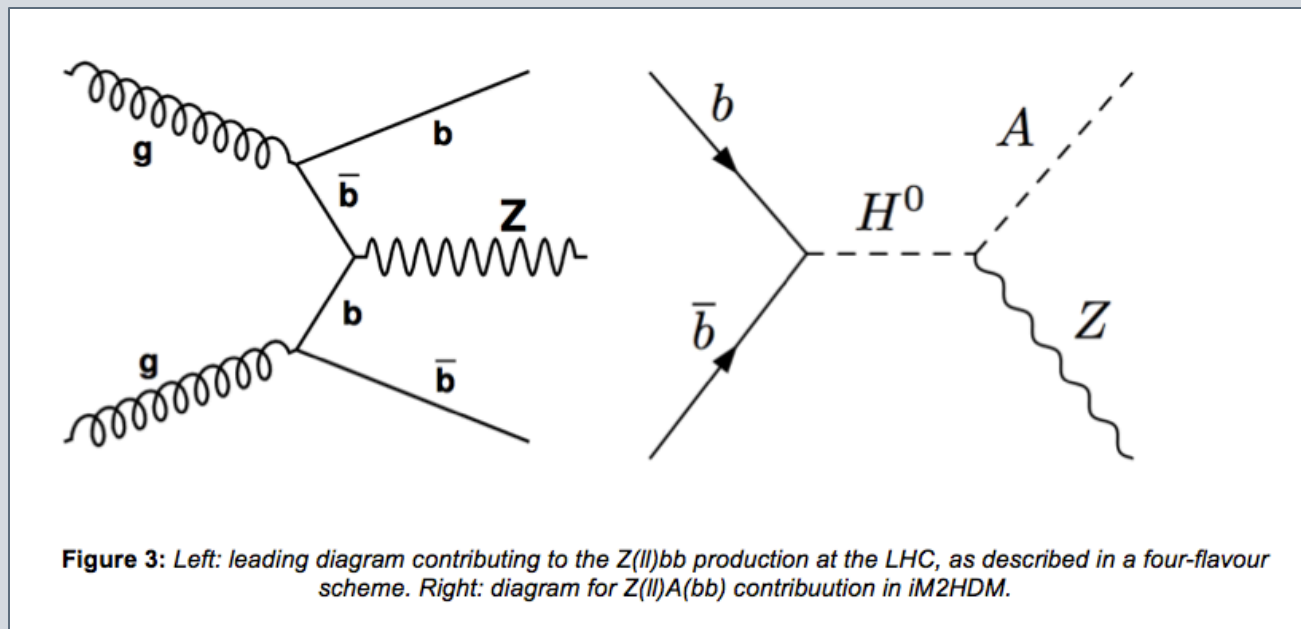 g
b
b̄
Z
b
g
b̄
b
A
H⁰
b̄
Z
Figure 3: Left: leading diagram contributing to the Z(ll)bb production at the LHC, as described in a four-flavour
scheme. Right: diagram for Z(ll)A(bb) contribuution in iM2HDM.